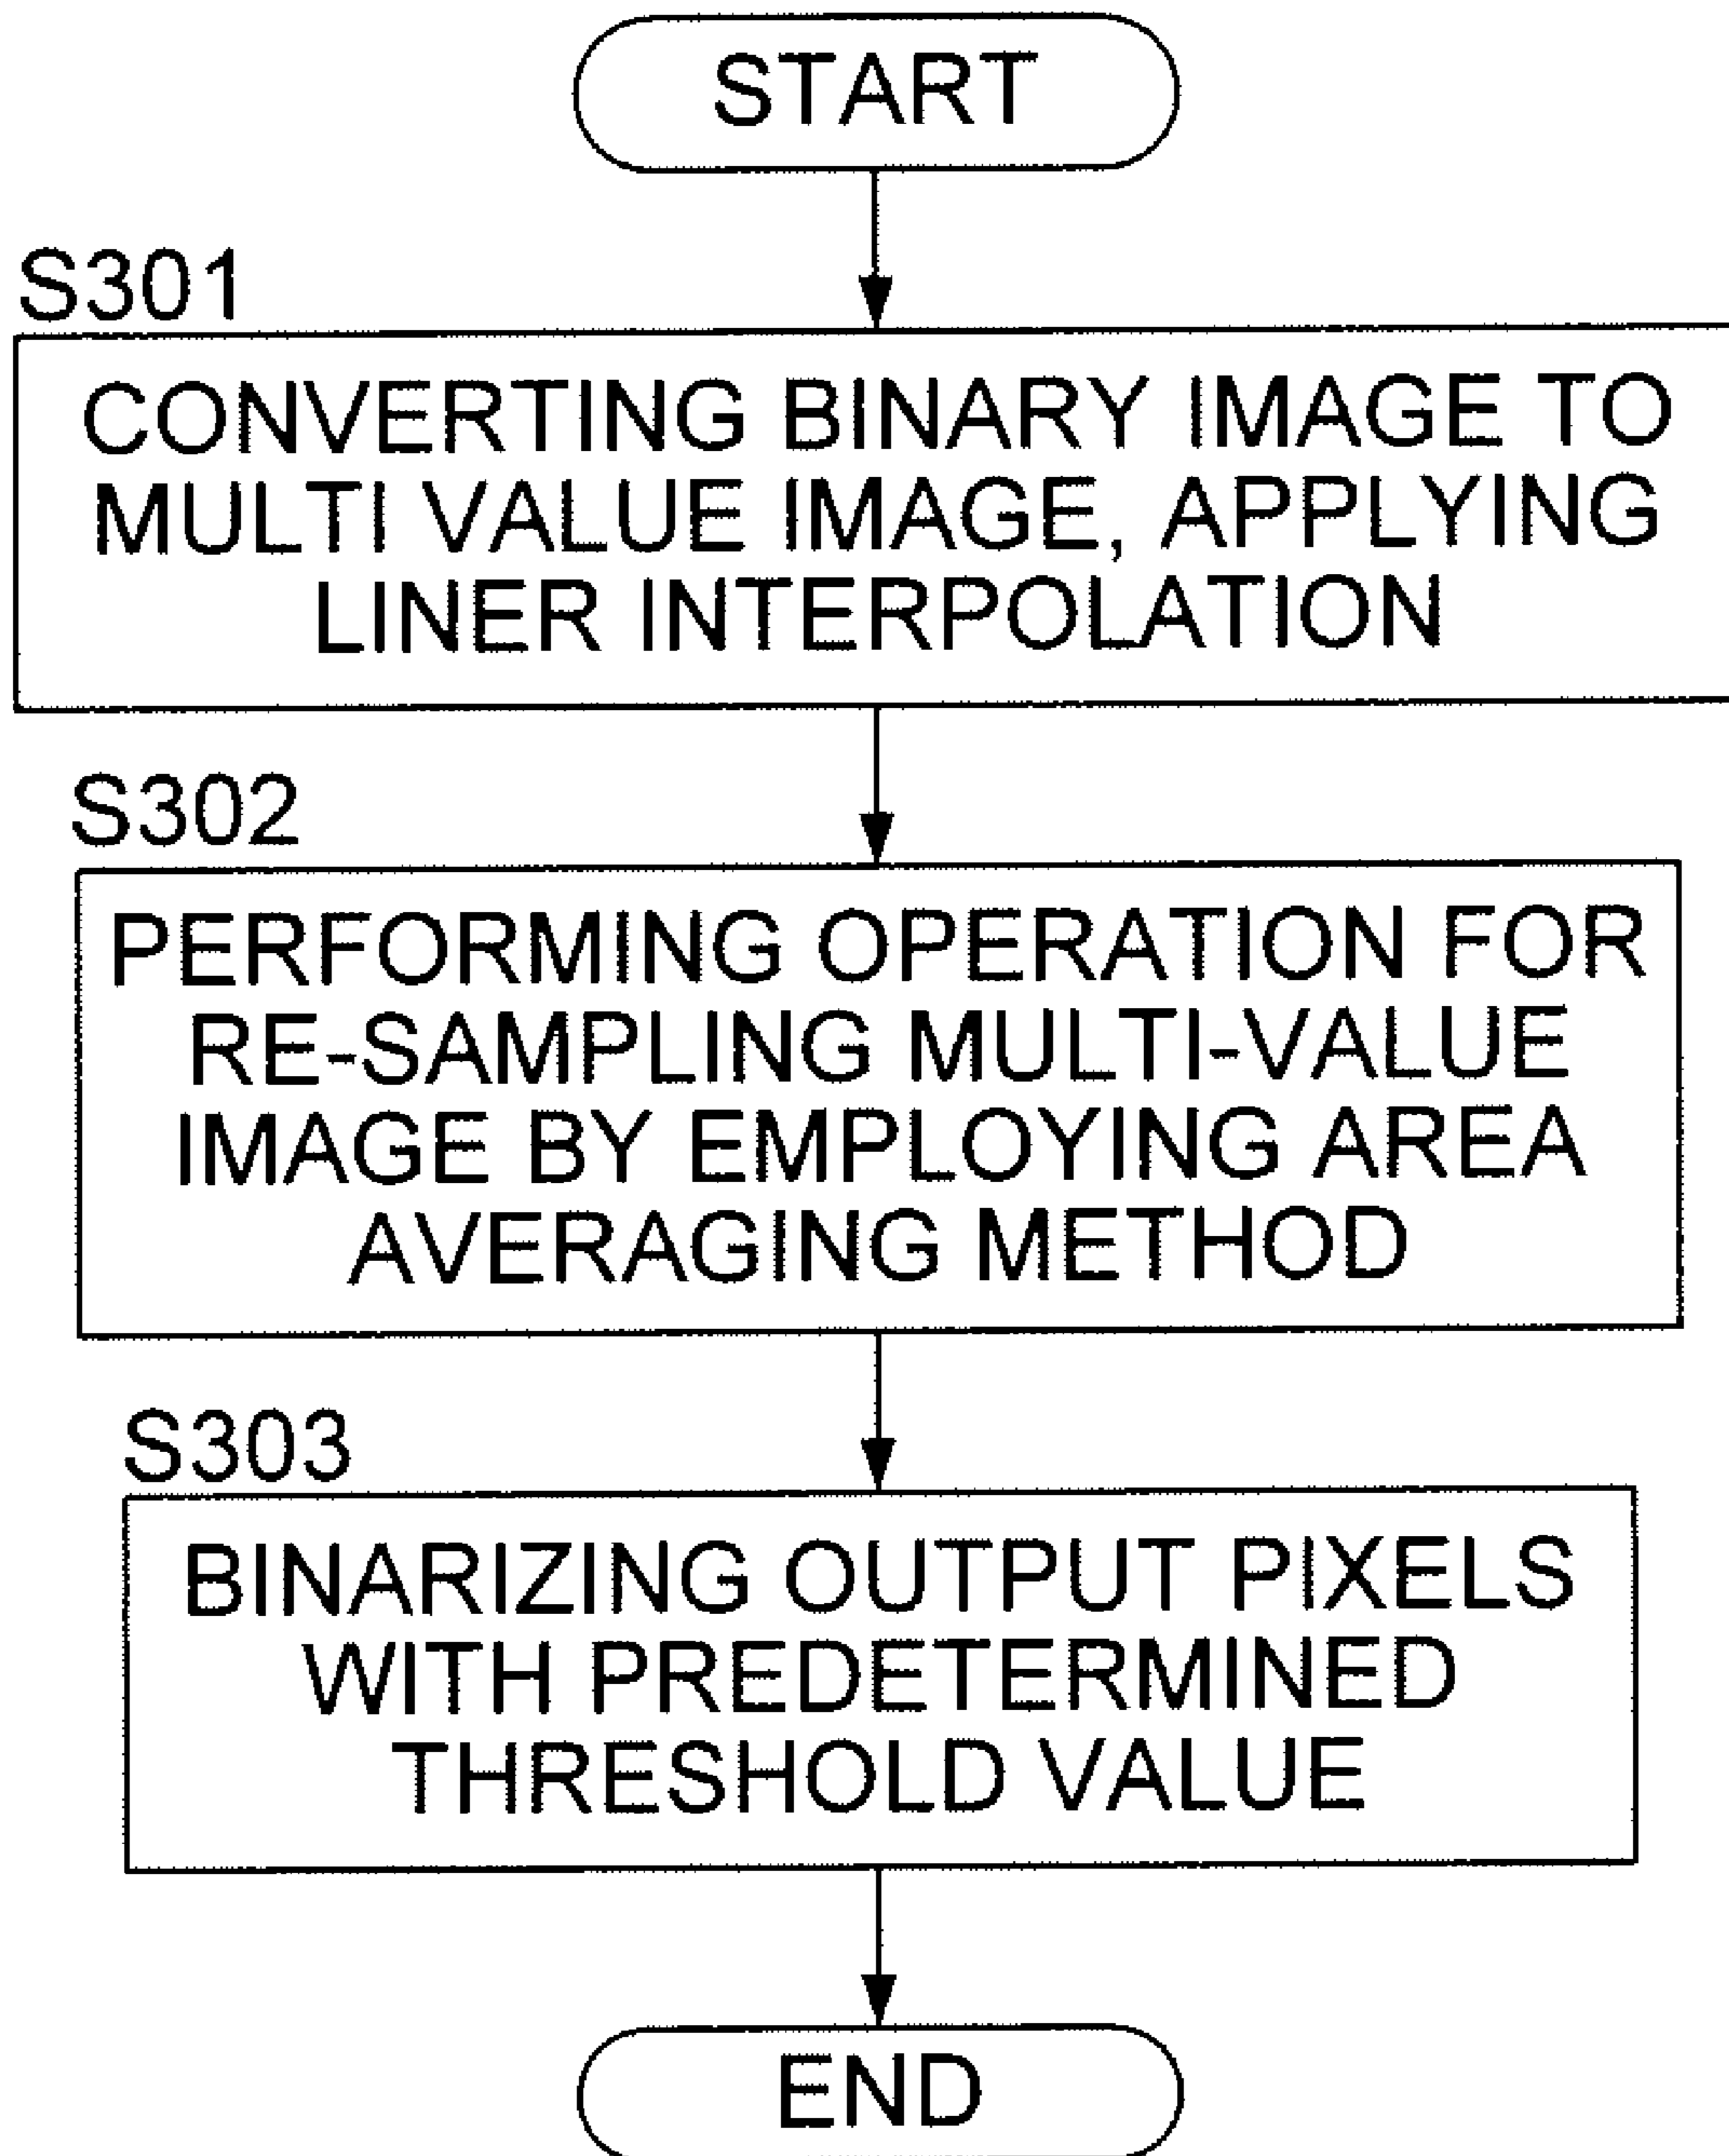 START
S301
CONVERTING BINARY IMAGE TO
MULTI VALUE IMAGE, APPLYING
LINER INTERPOLATION
S302
PERFORMING OPERATION FOR
RE-SAMPLING MULTI-VALUE
IMAGE BY EMPLOYING AREA
AVERAGING METHOD
S303
BINARIZING OUTPUT PIXELS
WITH PREDETERMINED
THRESHOLD VALUE
END